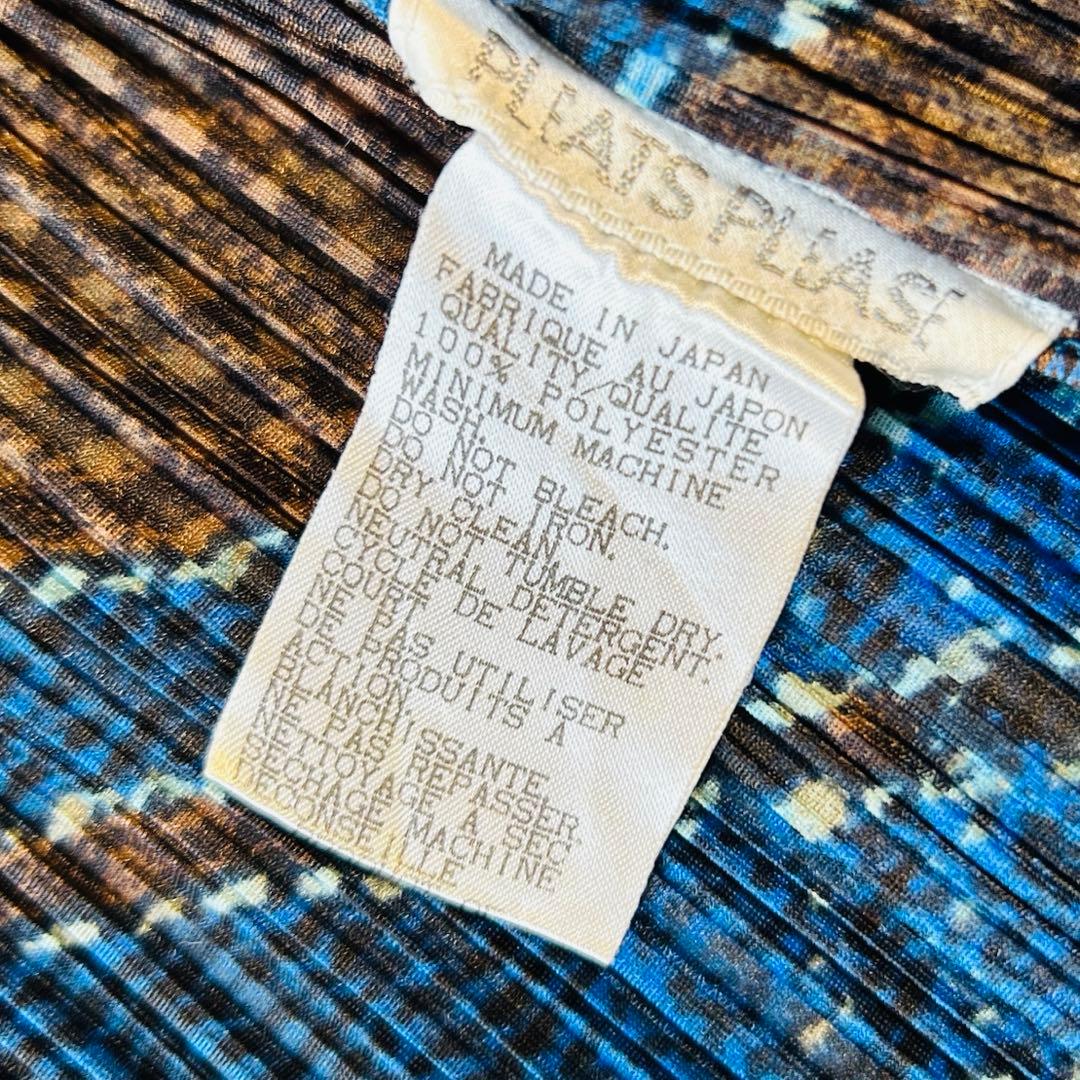 PLEATS PLEASE
MADE IN JAPAN
FABRIQUE AU JAPON
QUALITY/QUALITE
100% POLYESTER
MINIMUM MACHINE
WASH.
DO NOT BLEACH.
DO NOT IRON.
DRY CLEAN
DO NOT TUMBLE DRY.
NEUTRAL DETERGENT.
CYCLE DE LAVAGE
COURT
NE PAS UTILISER
DE PRODUITS A
ACTION
BLANCHISSANTE
NE PAS REPASSER
NETTOYAGE A SEC
SECHAGE MACHINE
DECONSEILLE